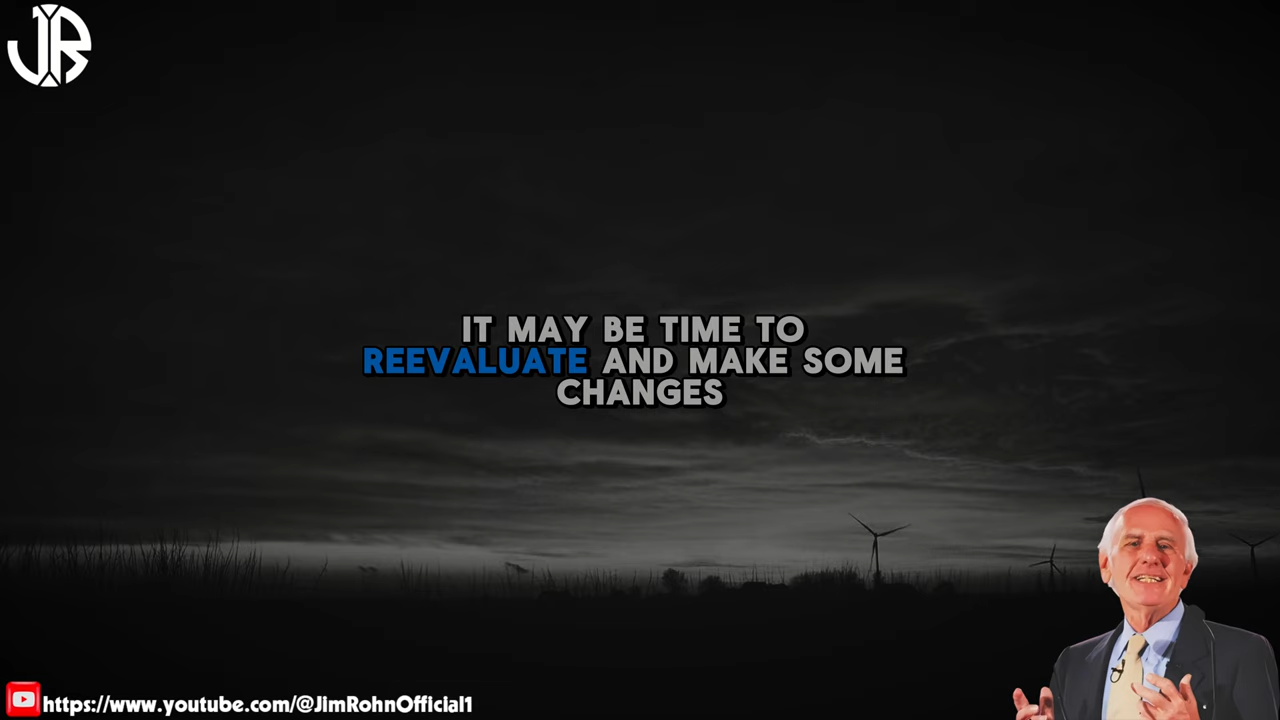 JR
IT MAY BE TIME TO
REEVALUATE AND MAKE SOME
CHANGES
https://www.youtube.com/@JimRohnOfficial1